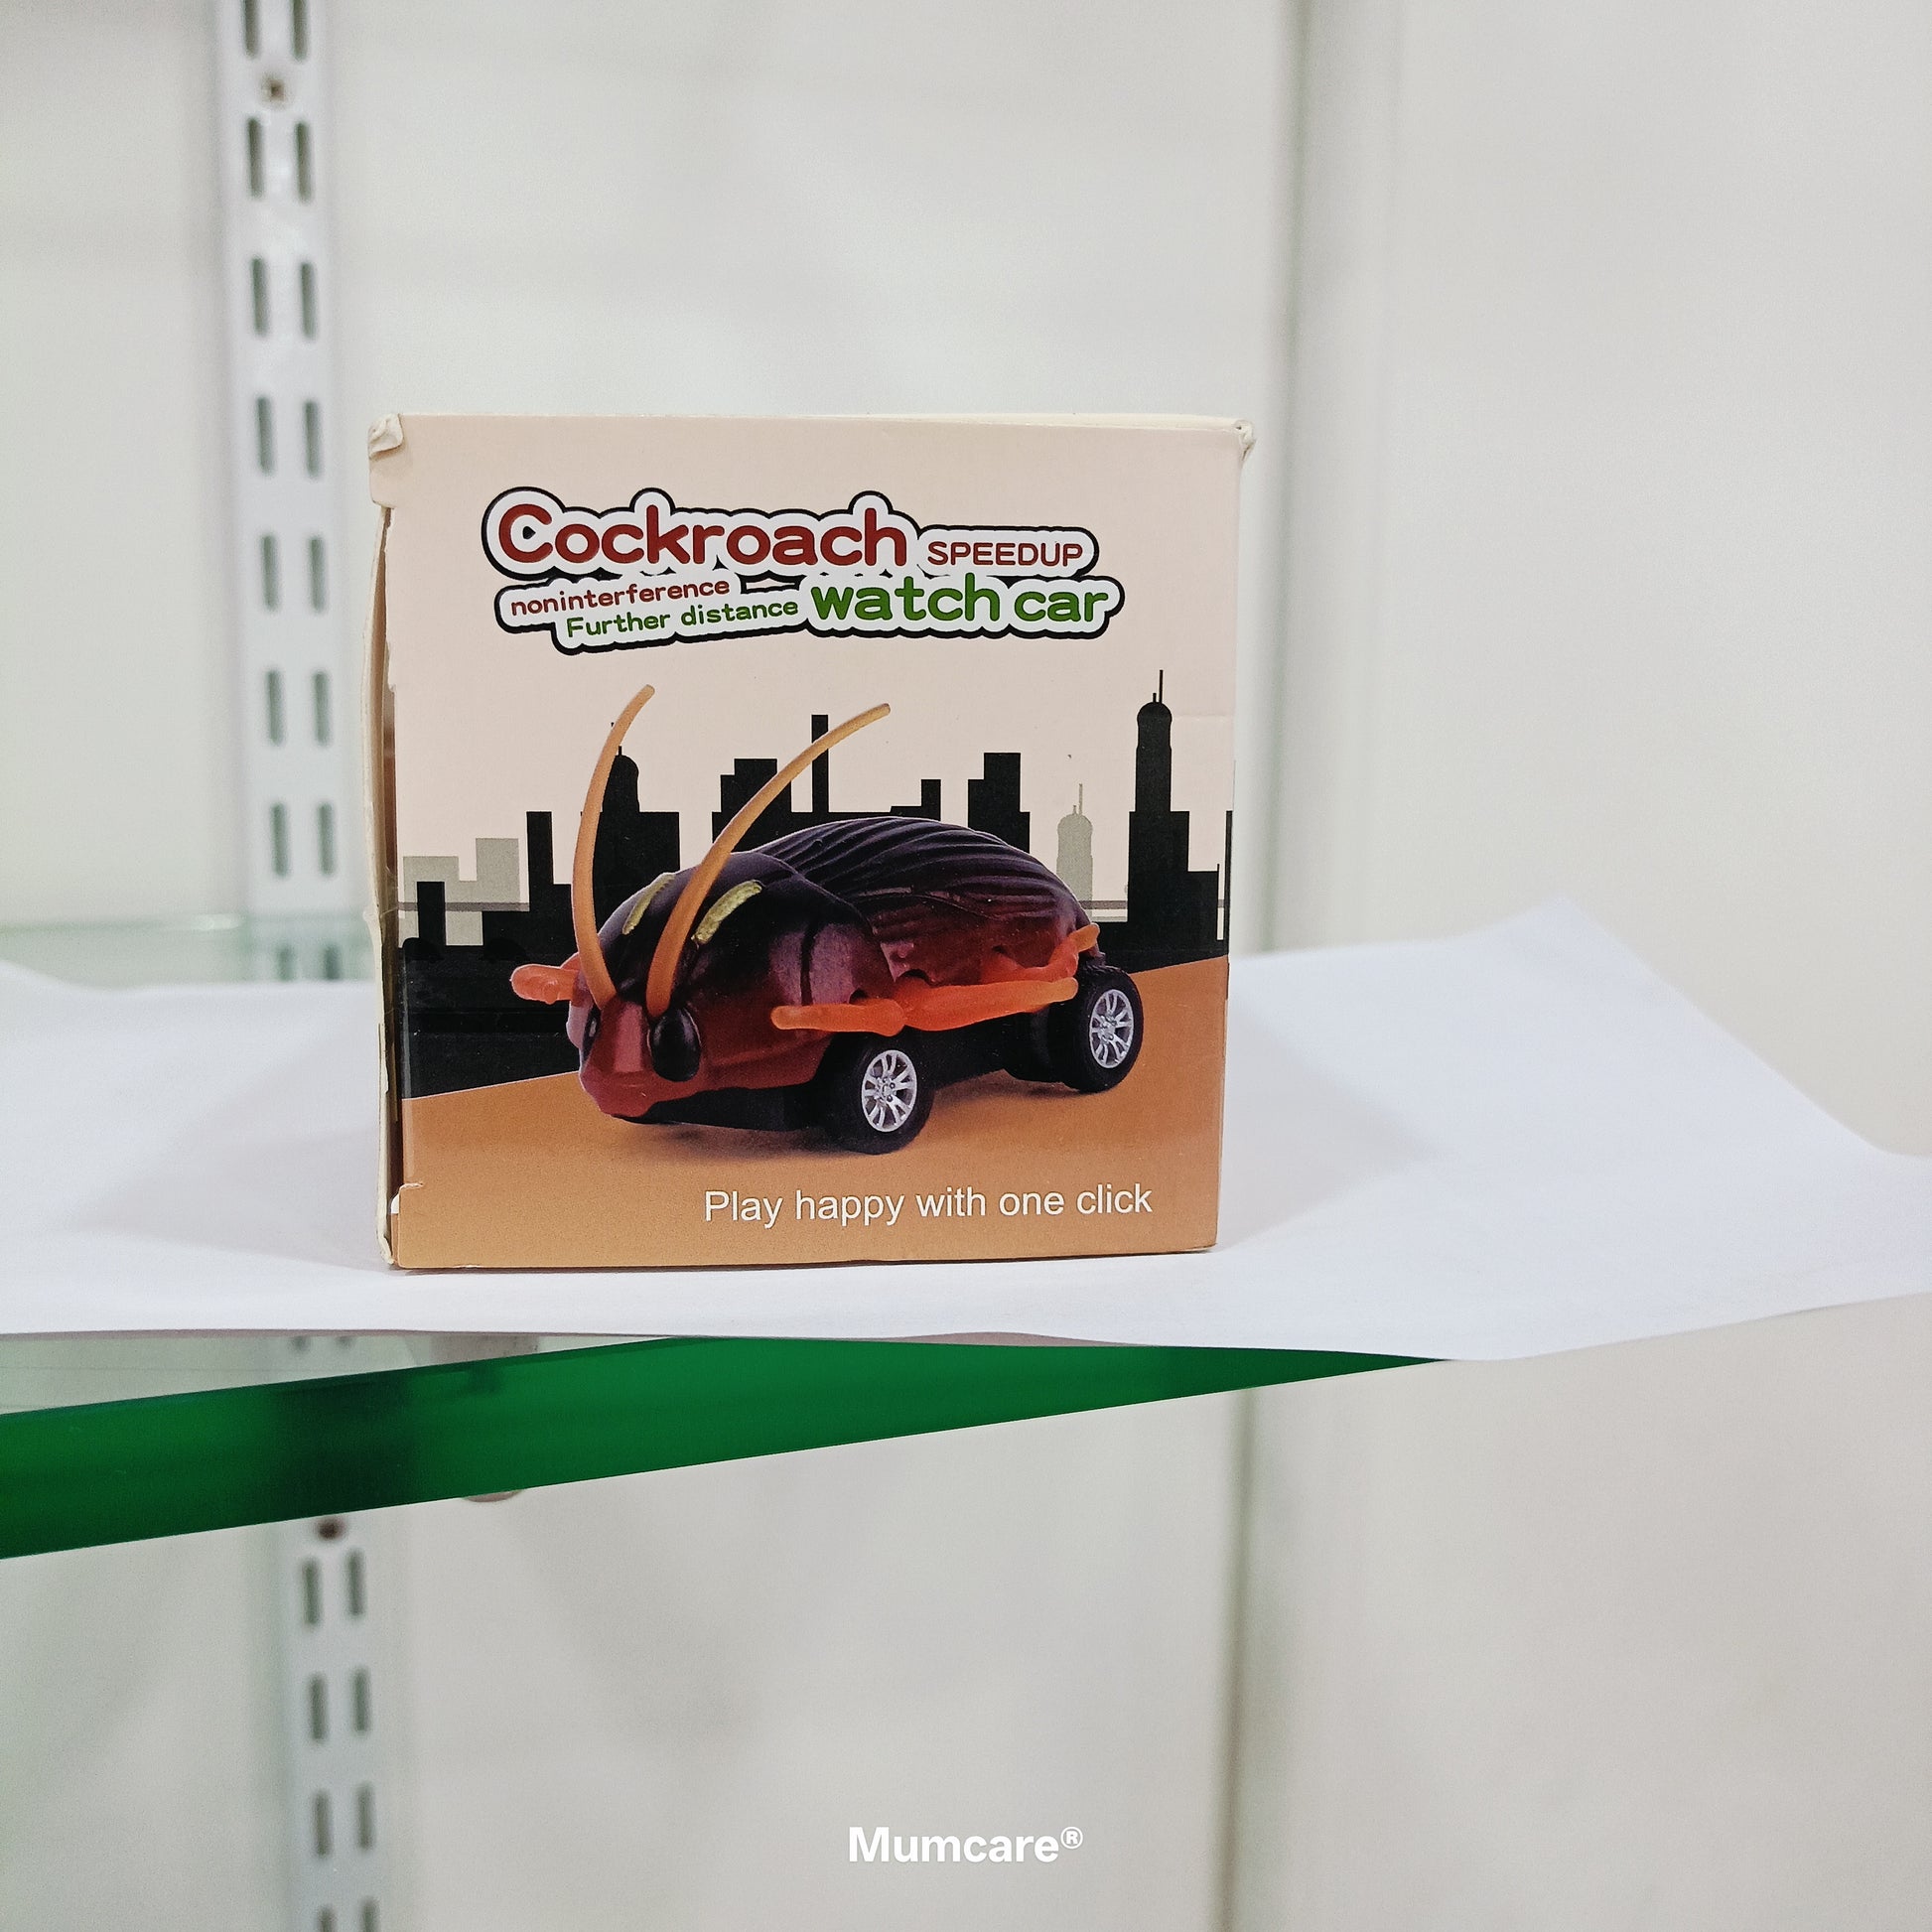 Cockroach SPEEDUP
noninterference
Further distance watch car
Play happy with one click
Mumcare®